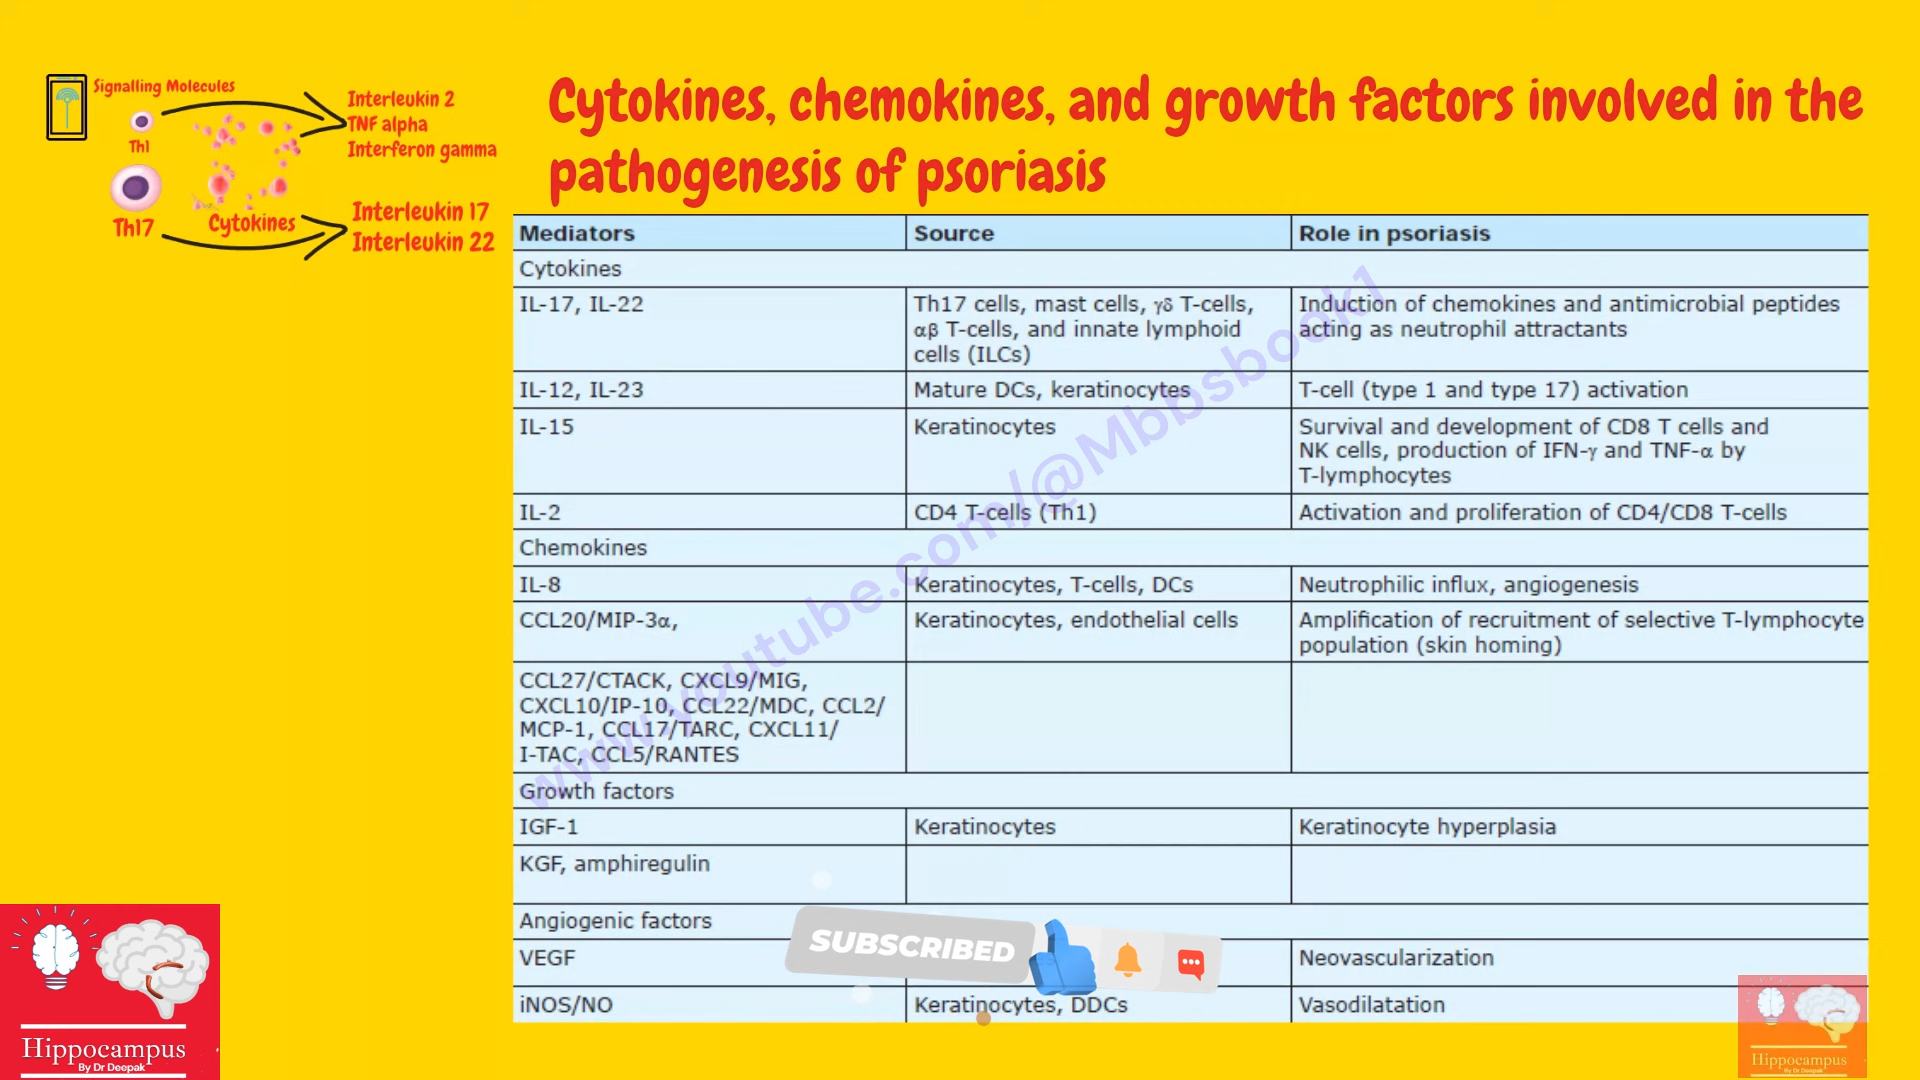 Signalling Molecules
Th1
Th17
Cytokines
Interleukin 2
TNF alpha
Interferon gamma
Interleukin 17
Interleukin 22
Cytokines, chemokines, and growth factors involved in the
pathogenesis of psoriasis
Mediators Source Role in psoriasis
Cytokines
IL-17, IL-22 Th17 cells, mast cells, γδ T-cells, Induction of chemokines and antimicrobial peptides
αβ T-cells, and innate lymphoid acting as neutrophil attractants
cells (ILCs)
IL-12, IL-23 Mature DCs, keratinocytes T-cell (type 1 and type 17) activation
IL-15 Keratinocytes Survival and development of CD8 T cells and
NK cells, production of IFN-γ and TNF-α by
T-lymphocytes
IL-2 CD4 T-cells (Th1) Activation and proliferation of CD4/CD8 T-cells
Chemokines
IL-8 Keratinocytes, T-cells, DCs Neutrophilic influx, angiogenesis
CCL20/MIP-3α, Keratinocytes, endothelial cells Amplification of recruitment of selective T-lymphocyte
population (skin homing)
CCL27/CTACK, CXCL9/MIG,
CXCL10/IP-10, CCL22/MDC, CCL2/
MCP-1, CCL17/TARC, CXCL11/
I-TAC, CCL5/RANTES
Growth factors
IGF-1 Keratinocytes Keratinocyte hyperplasia
KGF, amphiregulin
Angiogenic factors
VEGF Neovascularization
iNOS/NO Keratinocytes, DDCs Vasodilatation
www.youtube.com/@Mbbsbook1
SUBSCRIBED
Hippocampus
By Dr Deepak
Hippocampus
By Dr Deepak